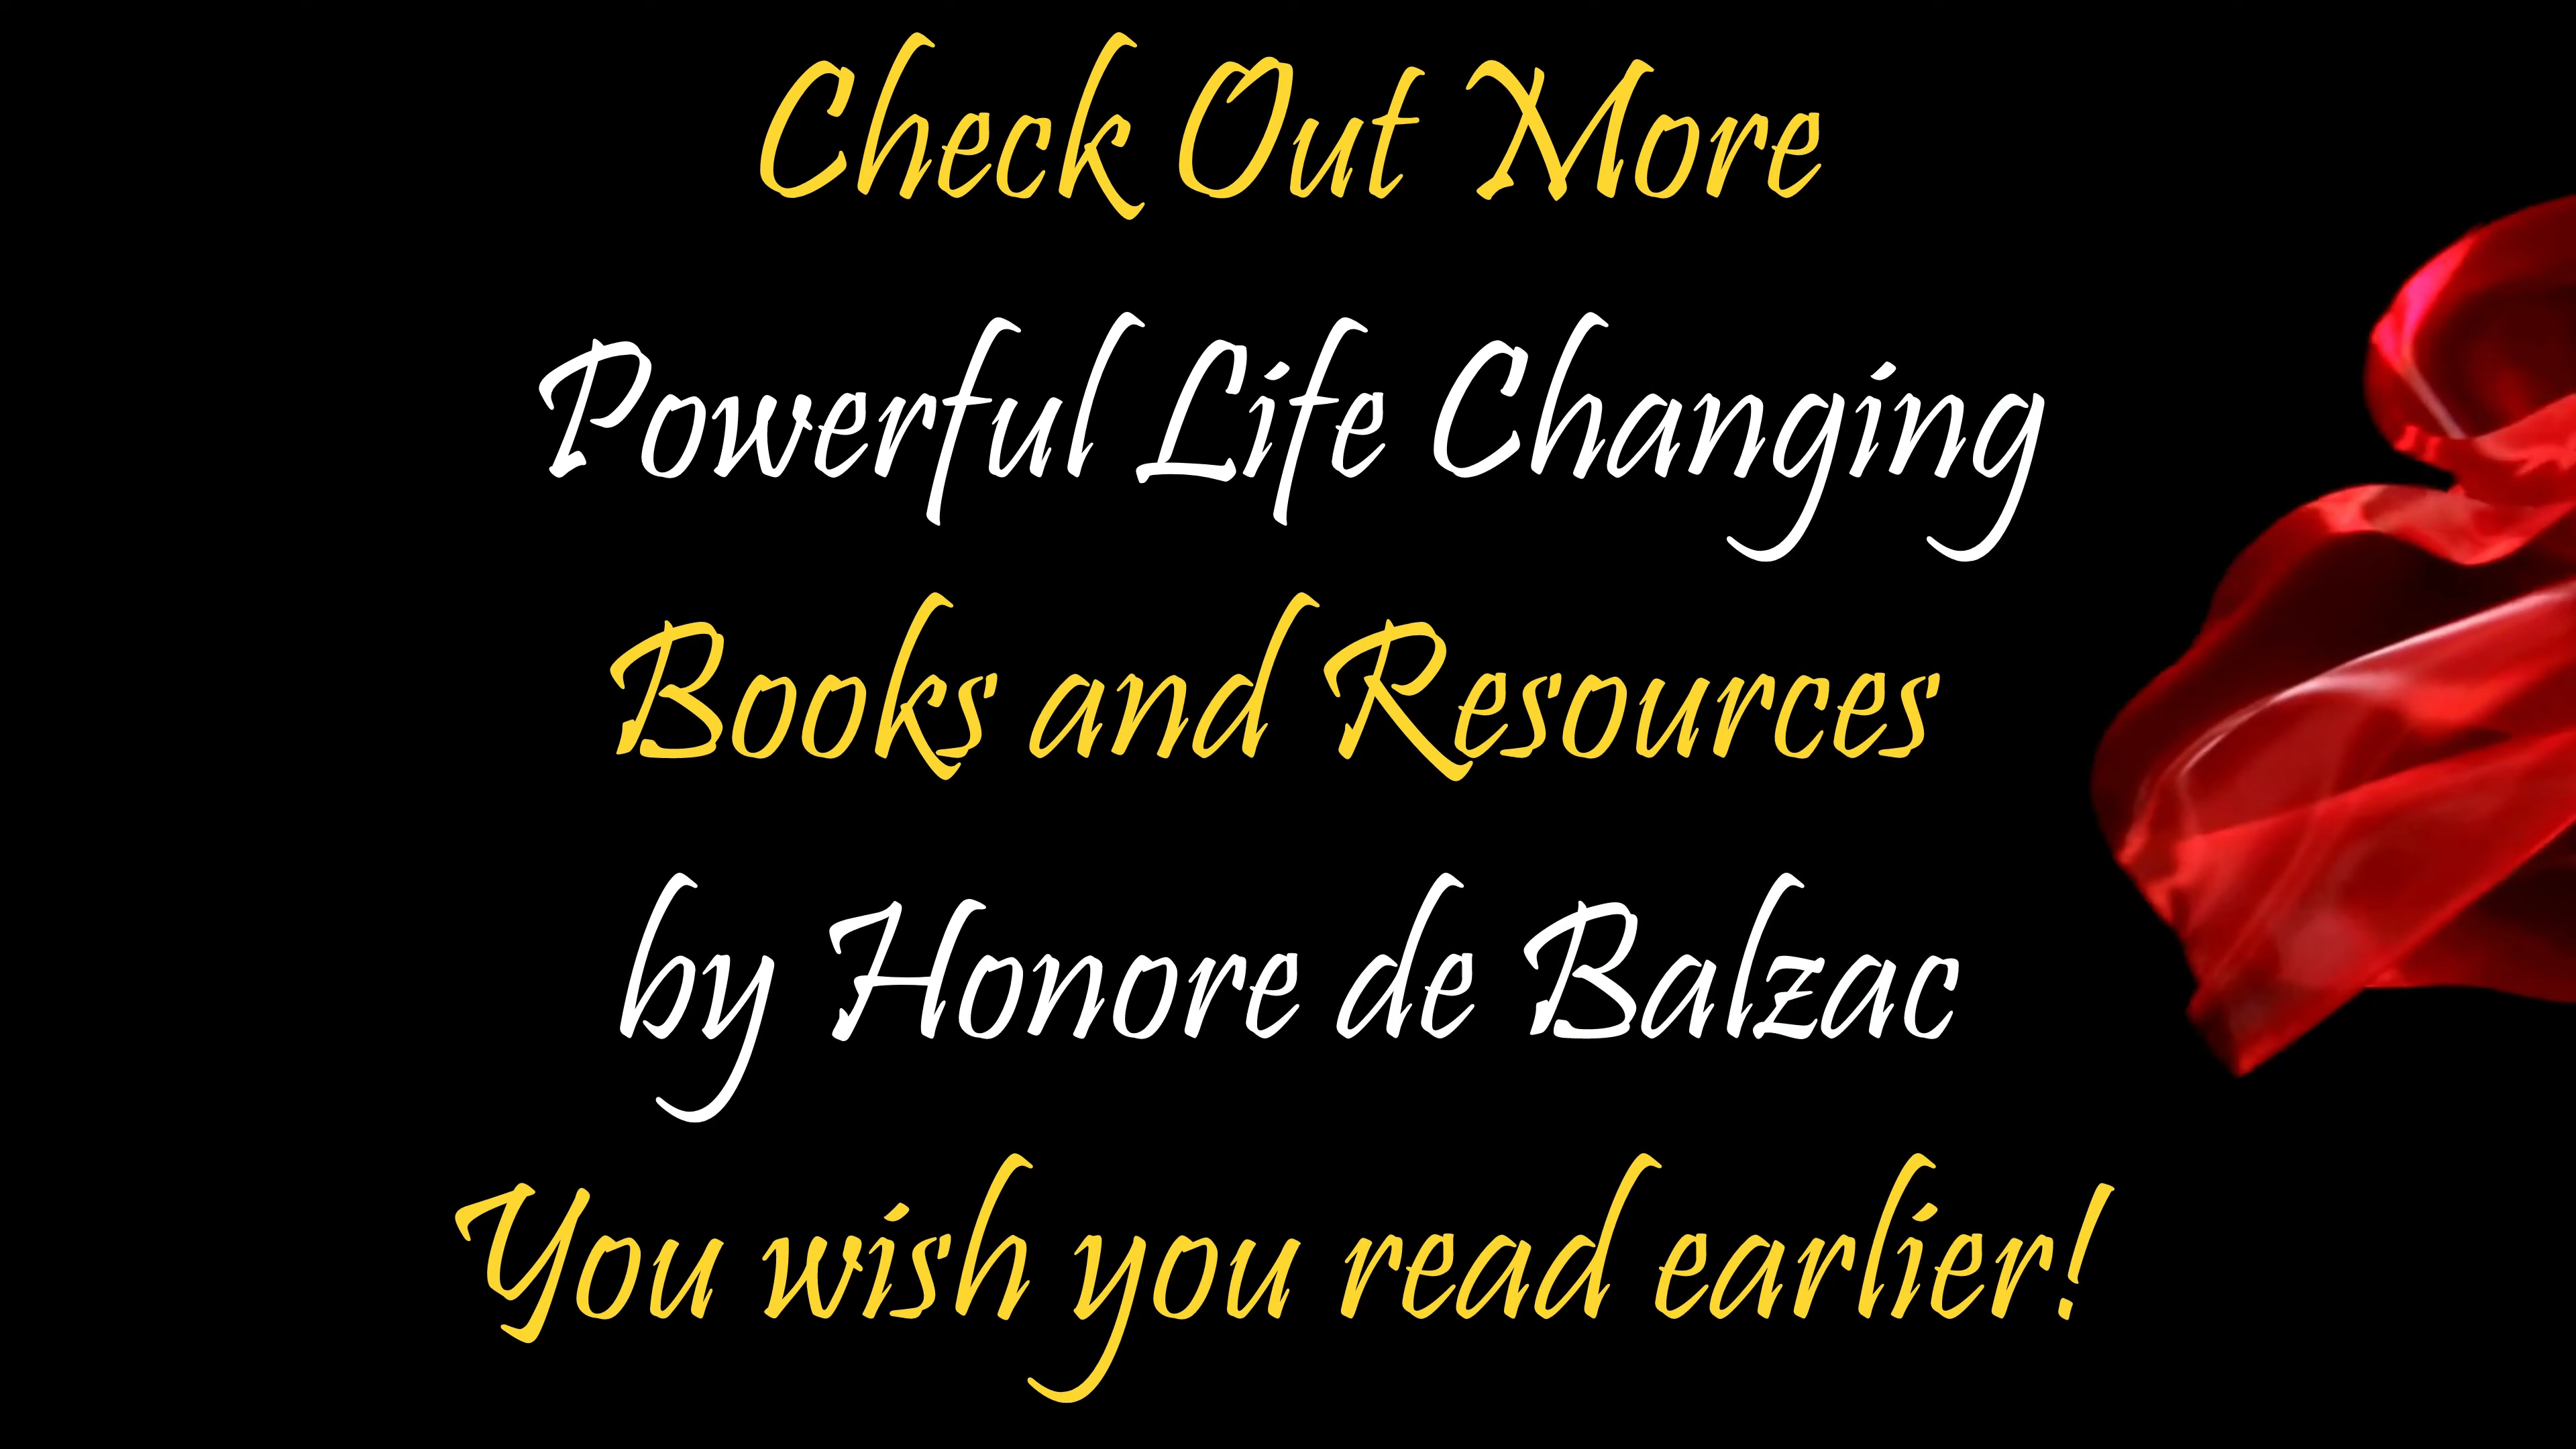 Check Out More
Powerful Life Changing
Books and Resources
by Honore de Balzac
You wish you read earlier!